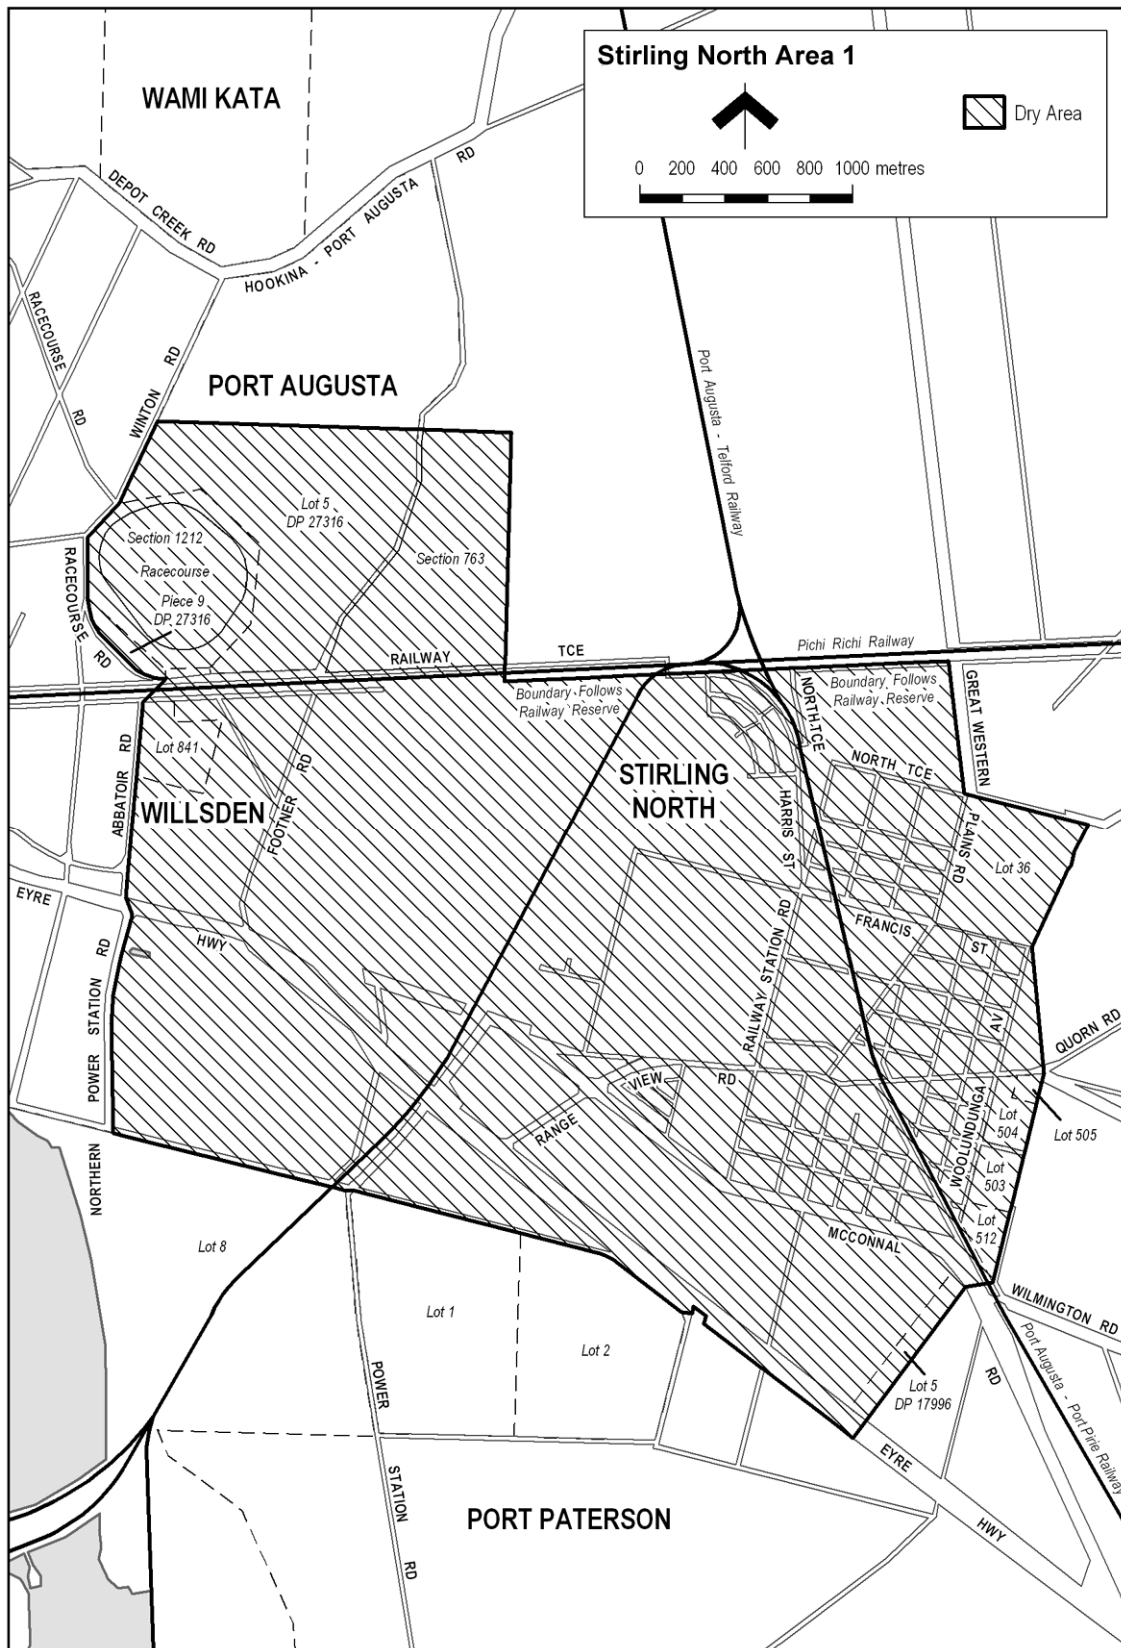 Stirling North Area 1
Dry Area
0 200 400 600 800 1000 metres
WAMI KATA
DEPOT CREEK RD
HOOKINA - PORT AUGUSTA RD
RACECOURSE RD
WINTON RD
PORT AUGUSTA
Port Augusta - Telford Railway
Lot 5
DP 27316
Section 1212
Racecourse
Section 763
Piece 9
DP 27316
RACECOURSE RD
RAILWAY TCE
Pichi Richi Railway
Boundary Follows
Railway Reserve
Boundary Follows
Railway Reserve
NORTH TCE
GREAT WESTERN
Lot 841
ABBATOIR RD
WILLSDEN
FOOTNER RD
STIRLING
NORTH
HARRIS ST
NORTH TCE
PLAINS RD
Lot 36
EYRE
HWY
FRANCIS ST
RAILWAY STATION RD
POWER STATION RD
AV
QUORN RD
VIEW RD
RANGE
WOOLUNDUNGA
L
Lot
504
Lot 505
Lot
503
Lot
512
NORTHERN
MCCONNAL
Lot 8
Lot 1
Lot 2
WILMINGTON RD
RD
Port Augusta - Port Pirie Railway
Lot 5
DP 17996
POWER
STATION
RD
EYRE
HWY
PORT PATERSON